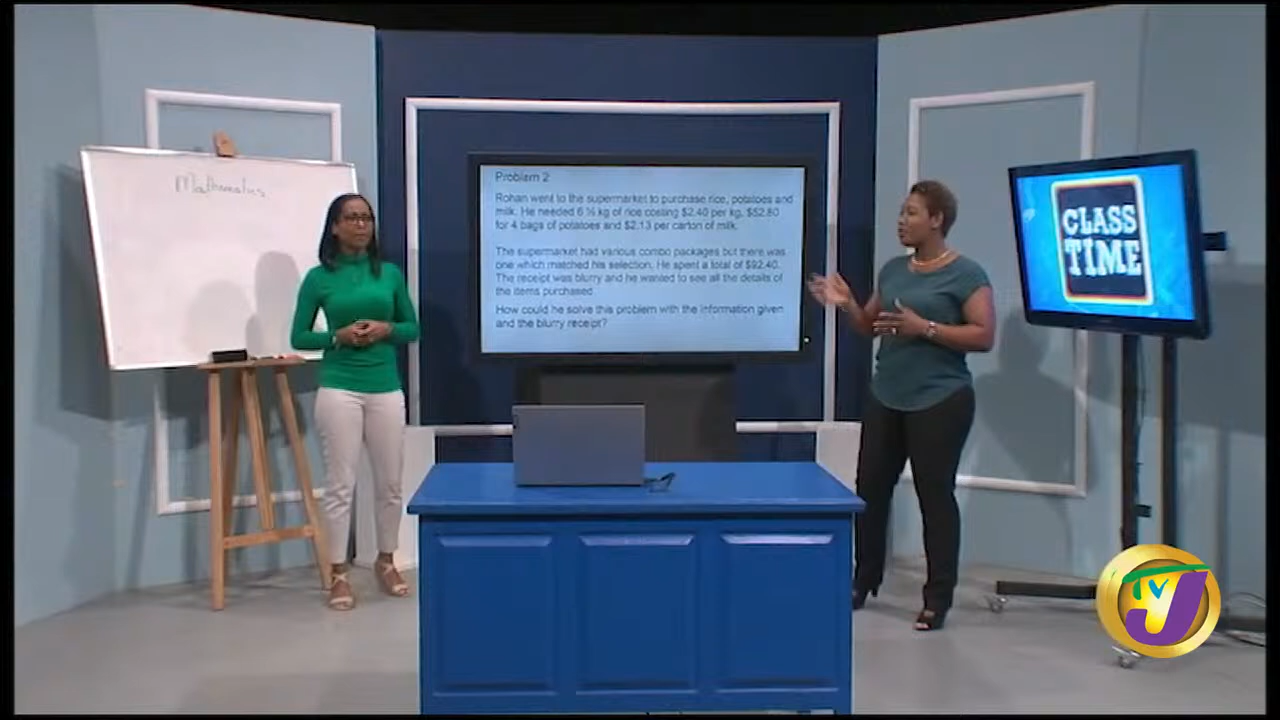 Mathematics
Problem 2
Rohan went to the supermarket to purchase rice, potatoes and
milk. He needed 6 ½ kg of rice costing $2.40 per kg, $52.80
for 4 bags of potatoes and $2.13 per carton of milk.
The supermarket had various combo packages but there was
one which matched his selection. He spent a total of $92.40.
The receipt was blurry and he wanted to see all the details of
the items purchased
How could he solve this problem with the information given
and the blurry receipt?
CLASS
TIME
TVJ